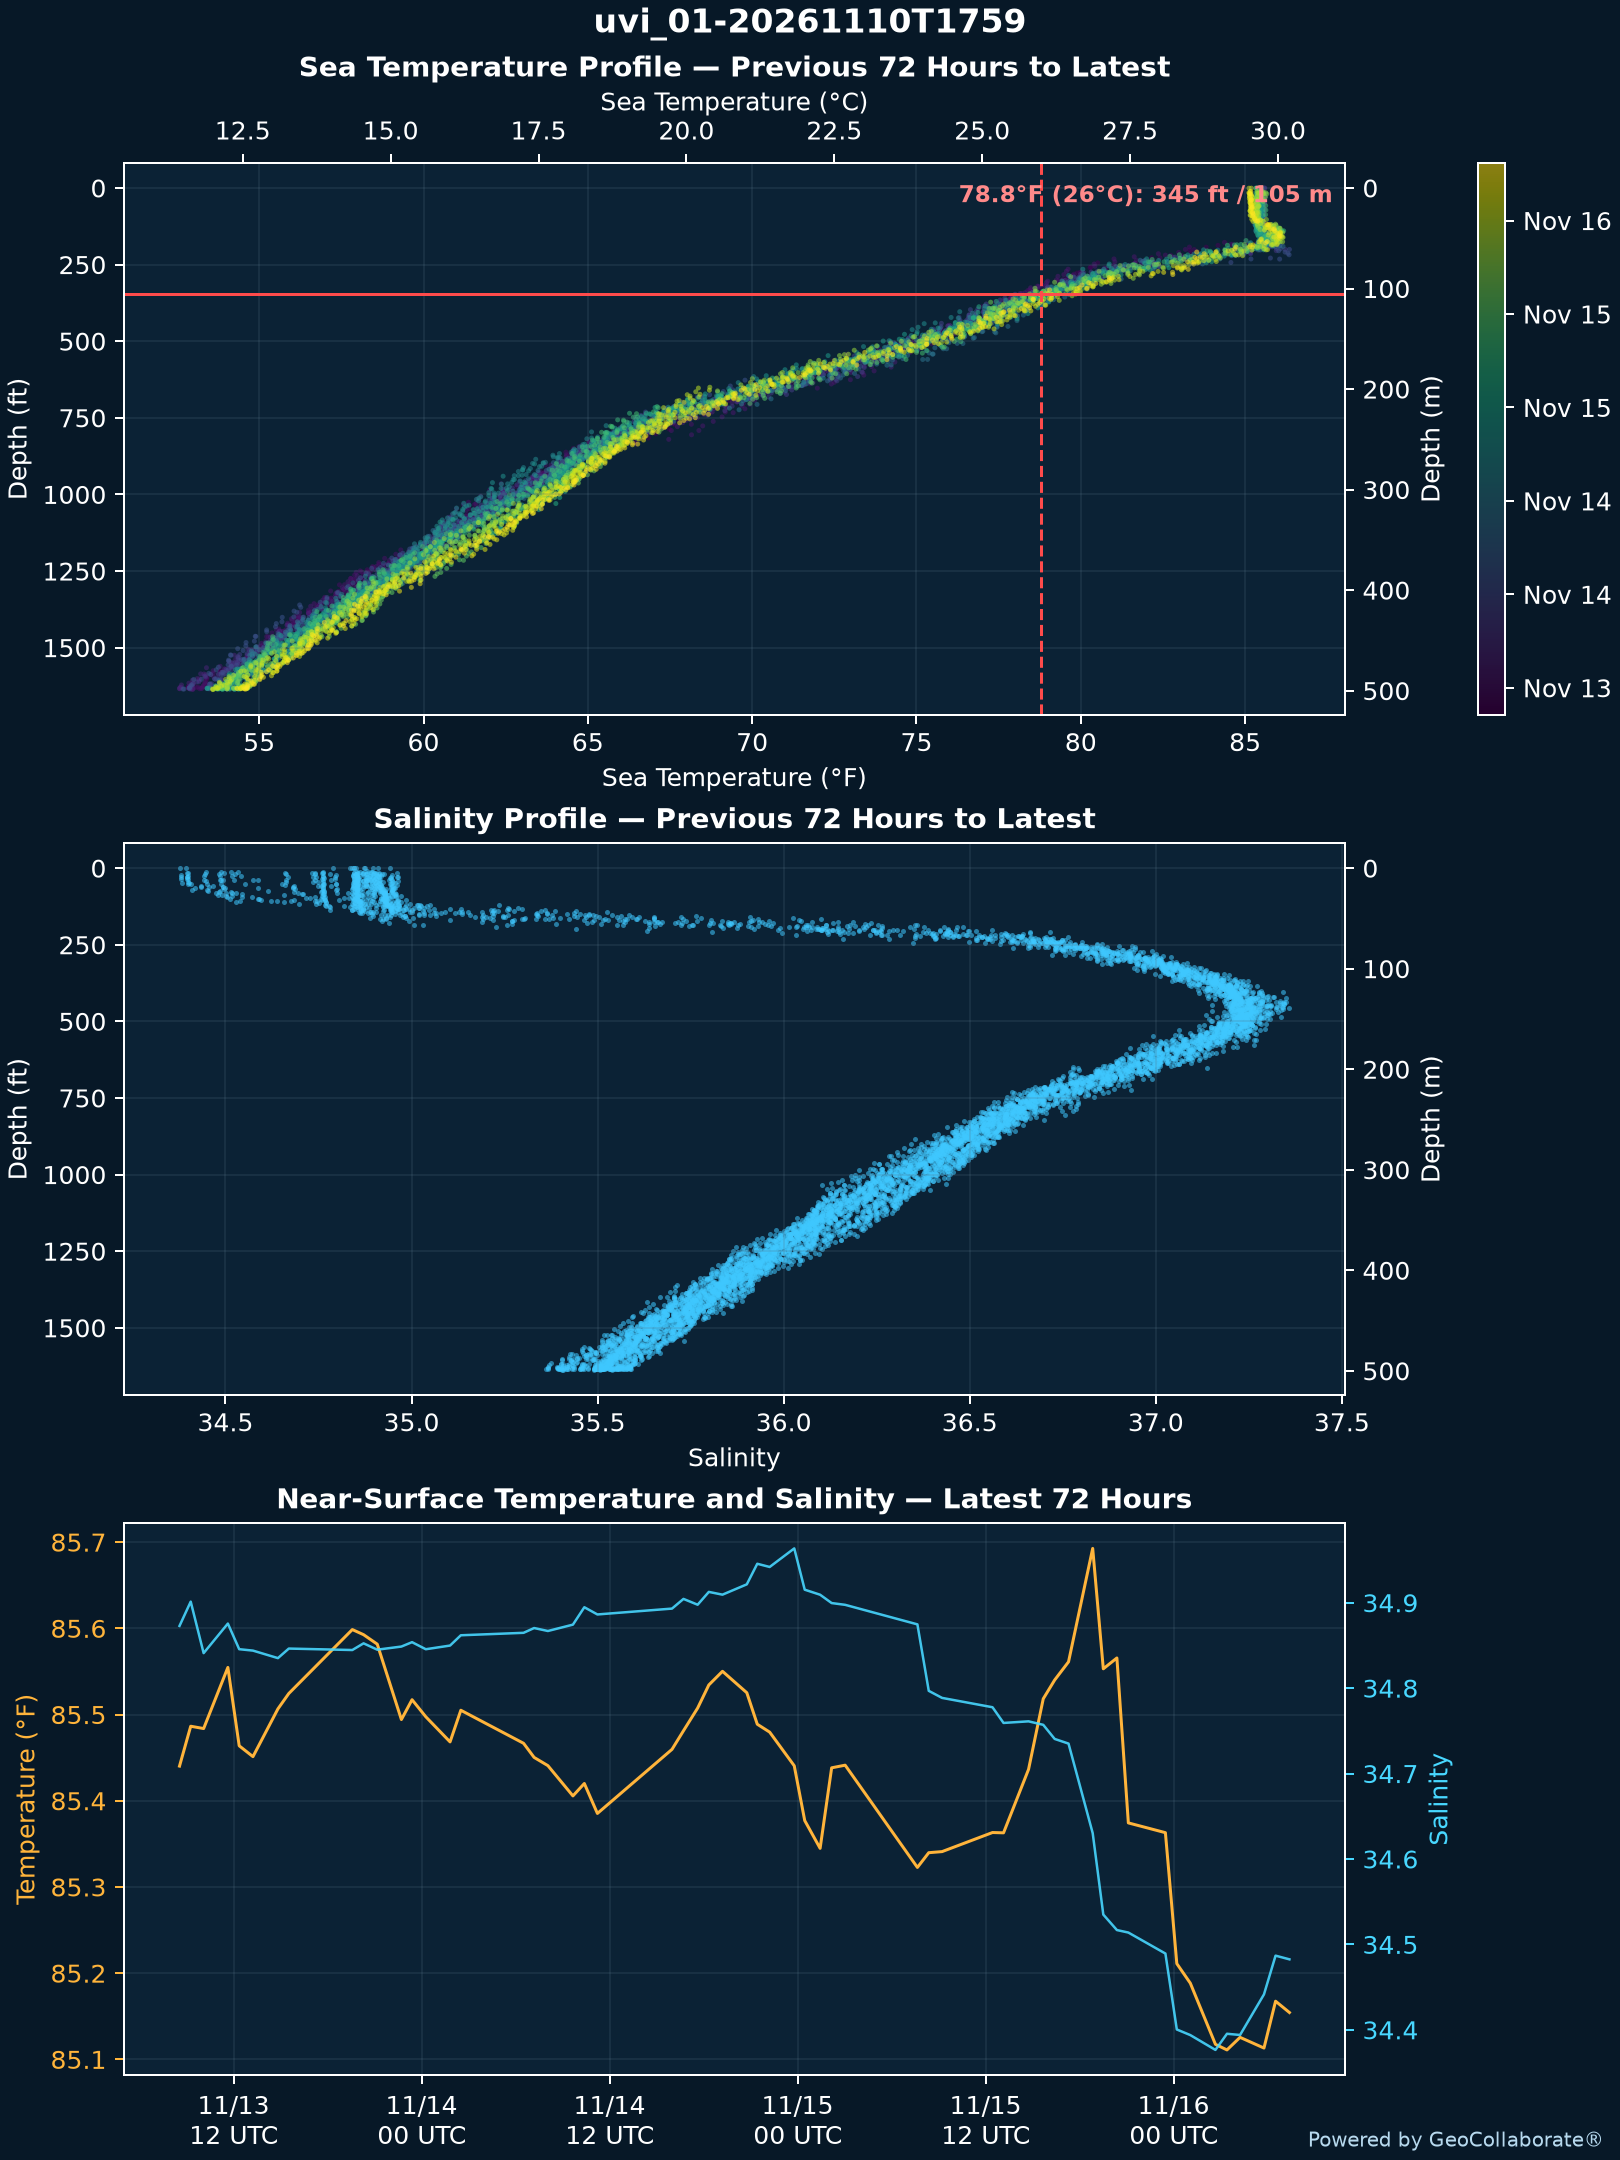 uvi_01-20261110T1759
Sea Temperature Profile — Previous 72 Hours to Latest
Sea Temperature (°C)
12.5 15.0 17.5 20.0 22.5 25.0 27.5 30.0
78.8°F (26°C): 345 ft / 105 m
Depth (ft)
0
250
500
750
1000
1250
1500
0
100
200
300
400
500
Depth (m)
Nov 16
Nov 15
Nov 15
Nov 14
Nov 14
Nov 13
55 60 65 70 75 80 85
Sea Temperature (°F)
Salinity Profile — Previous 72 Hours to Latest
Depth (ft)
0
250
500
750
1000
1250
1500
0
100
200
300
400
500
Depth (m)
34.5 35.0 35.5 36.0 36.5 37.0 37.5
Salinity
Near-Surface Temperature and Salinity — Latest 72 Hours
Temperature (°F)
85.7
85.6
85.5
85.4
85.3
85.2
85.1
34.9
34.8
34.7
34.6
34.5
34.4
Salinity
11/13 11/14 11/14 11/15 11/15 11/16
12 UTC 00 UTC 12 UTC 00 UTC 12 UTC 00 UTC
Powered by GeoCollaborate®